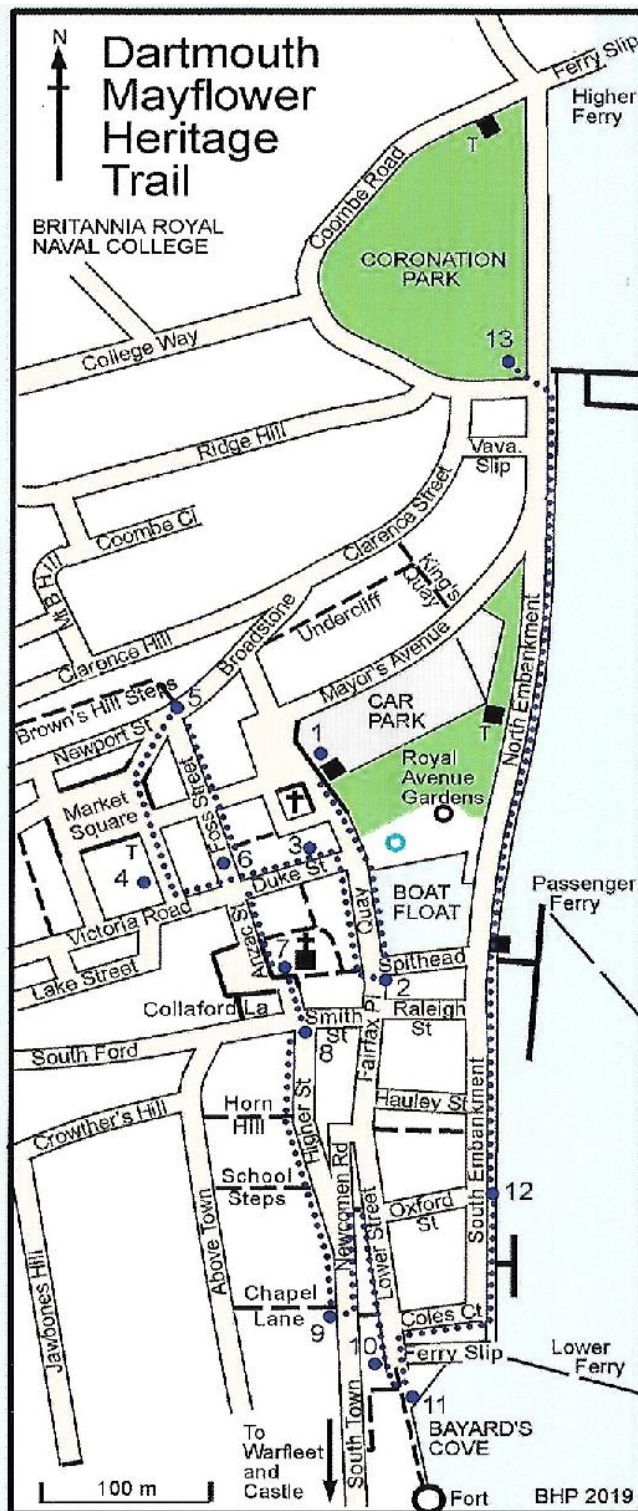 N
Dartmouth
Mayflower
Heritage
Trail
Ferry Slip
Higher
Ferry
T
BRITANNIA ROYAL
NAVAL COLLEGE
Coombe Road
CORONATION
PARK
13
College Way
Ridge Hill
Vava.
Slip
Coombe Cl
Clarence Street
King's
Quay
Undercliff
Clarence Hill
Broadstone
Mayor's Avenue
North Embankment
Brown's Hill Steps
5
CAR
PARK
1
T
Newport St
Royal
Avenue
Gardens
Market
Square
Foss Street
3
T
4
6
Duke St
Quay
BOAT
FLOAT
Passenger
Ferry
Victoria Road
Anzac St
Lake Street
7
Spithead
2
Collaford La
Smith
St
Fairfax Pl
Raleigh
St
8
South Ford
Higher St
Hauley St
Horn
Hill
Crowther's Hill
South Embankment
School
Steps
Newcomen Rd
12
Oxford
St
Above Town
Lower Street
Jawbones Hill
Chapel
Lane
9
Coles Ct
10
Ferry Slip
Lower
Ferry
11
South Town
BAYARD'S
COVE
To
Warfleet
and
Castle
100 m
Fort
BHP 2019